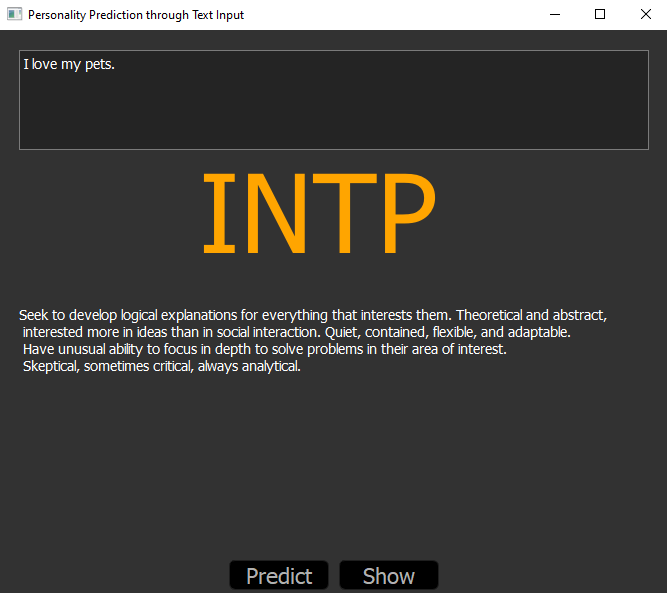 Personality Prediction through Text Input
I love my pets.
INTP
Seek to develop logical explanations for everything that interests them. Theoretical and abstract,
interested more in ideas than in social interaction. Quiet, contained, flexible, and adaptable.
Have unusual ability to focus in depth to solve problems in their area of interest.
Skeptical, sometimes critical, always analytical.
Predict Show